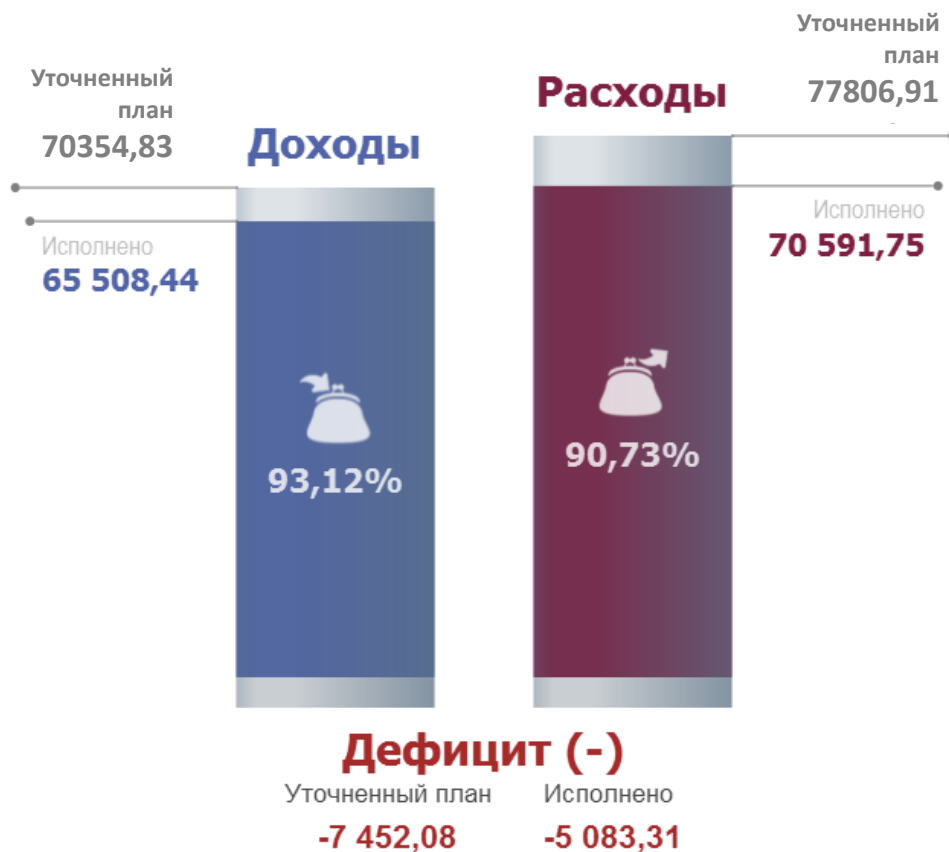 Уточненный
план
70354,83
Доходы
Исполнено
65 508,44
93,12%
Уточненный
план
77806,91
Расходы
Исполнено
70 591,75
90,73%
Дефицит (-)
Уточненный план
Исполнено
-7 452,08
-5 083,31